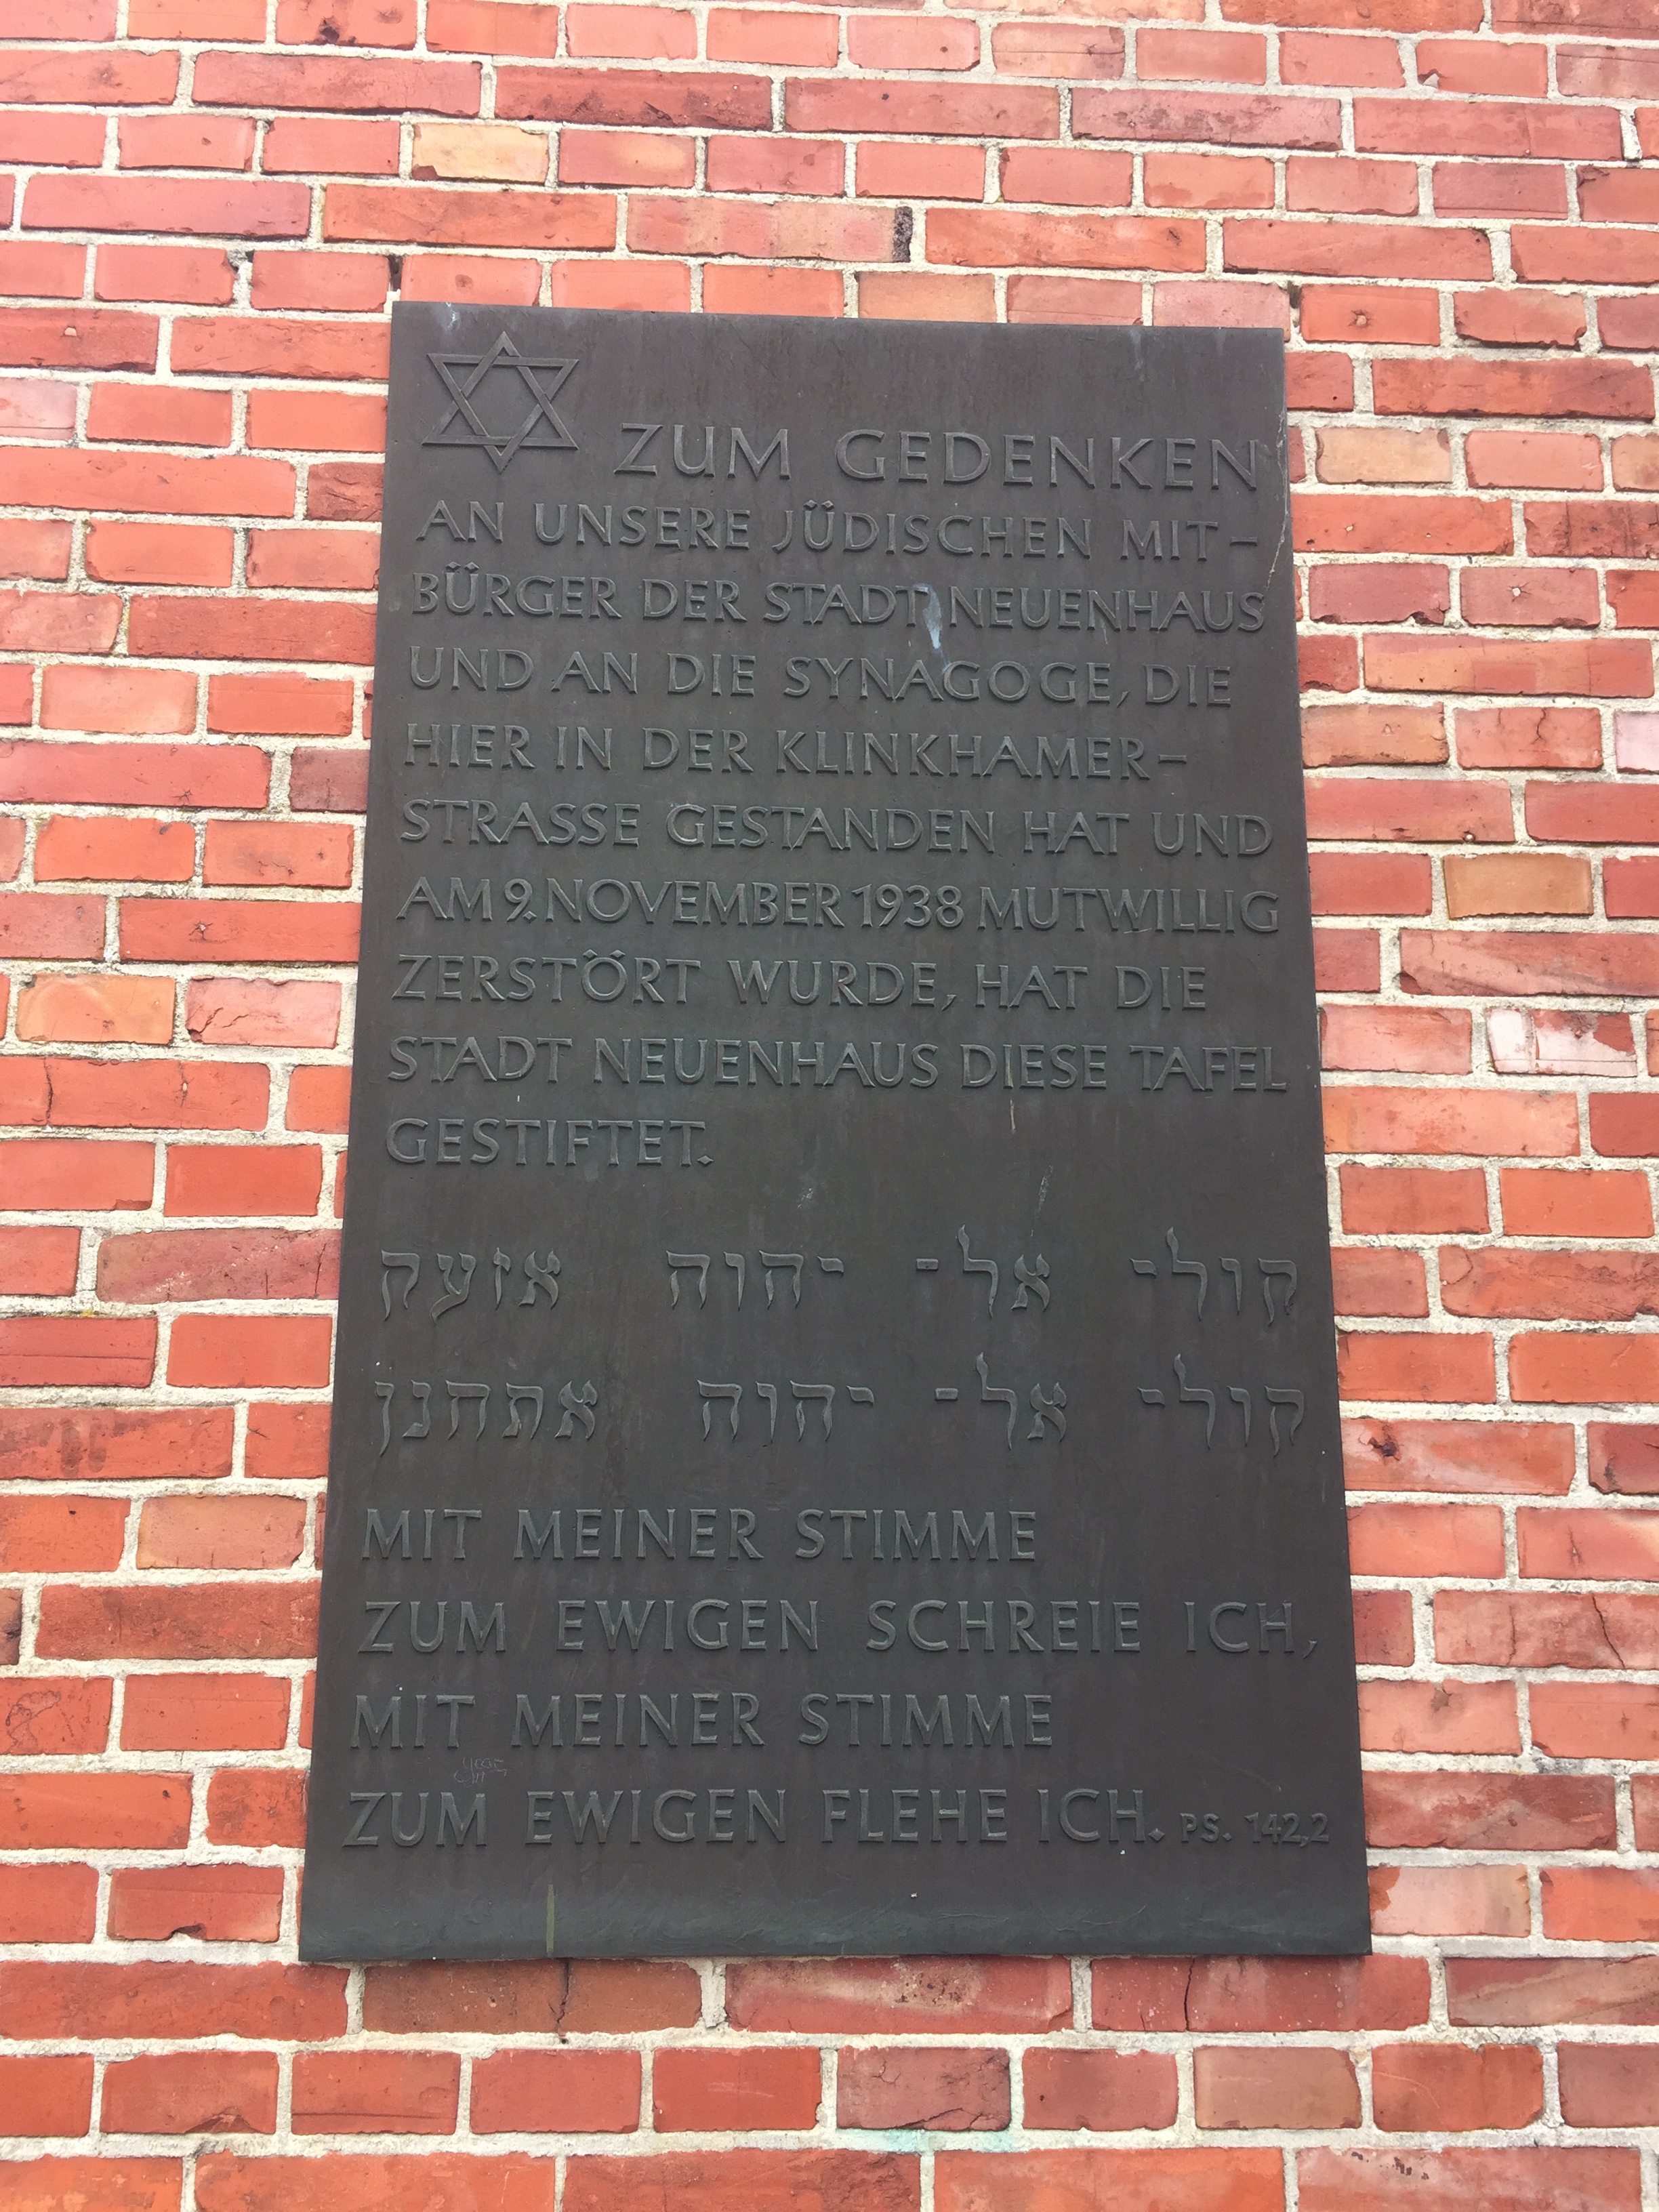 ZUM GEDENKEN
AN UNSERE JÜDISCHEN MIT-
BÜRGER DER STADT NEUENHAUS
UND AN DIE SYNAGOGE, DIE
HIER IN DER KLINKHAMER-
STRASSE GESTANDEN HAT UND
AM 9. NOVEMBER 1938 MUTWILLIG
ZERSTÖRT WURDE, HAT DIE
STADT NEUENHAUS DIESE TAFEL
GESTIFTET.
קולי אל־ יהוה אזעק
קולי אל־ יהוה אתחנן
MIT MEINER STIMME
ZUM EWIGEN SCHREIE ICH,
MIT MEINER STIMME
ZUM EWIGEN FLEHE ICH. PS. 142,2